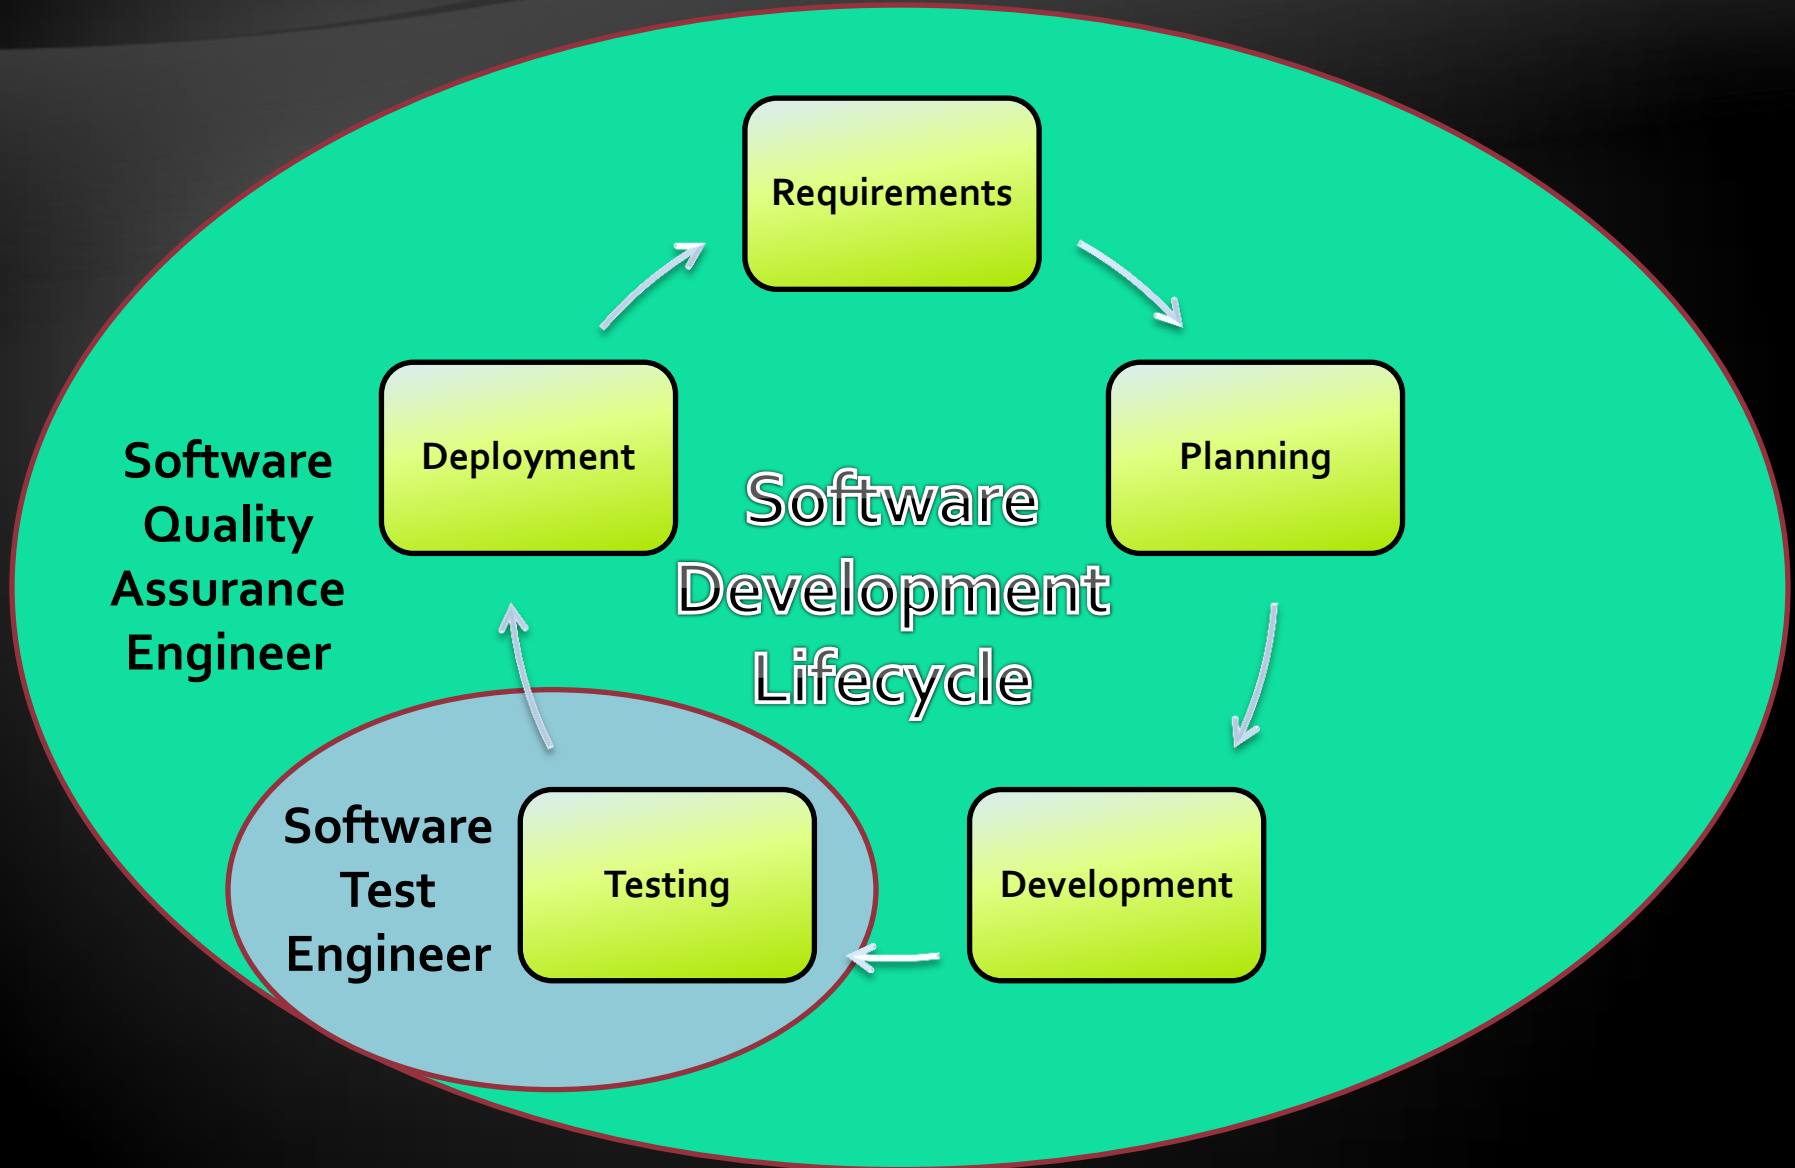 Requirements
Deployment
Planning
Software
Quality
Assurance
Engineer
Software
Development
Lifecycle
Software
Test
Engineer
Testing
Development